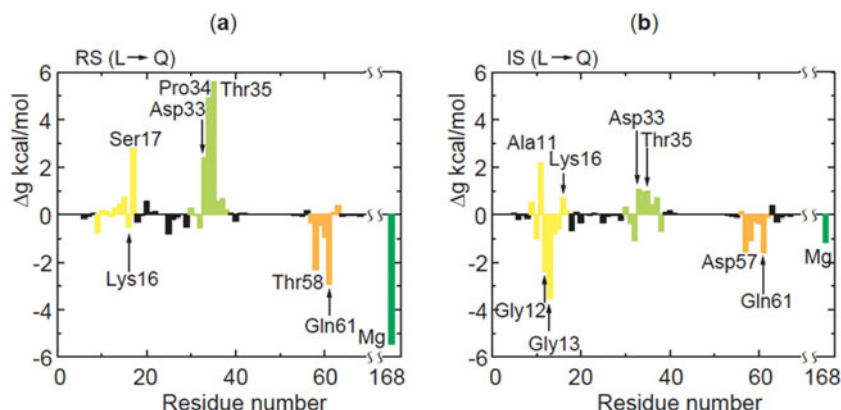 (a)
RS (L → Q)
Δg kcal/mol
6
4
2
0
-2
-4
-6
Pro34
Thr35
Asp33
Ser17
Lys16
Thr58
Gln61
Mg
0
20
40
60
168
Residue number
(b)
IS (L → Q)
Δg kcal/mol
6
4
2
0
-2
-4
-6
Asp33
Ala11
Thr35
Lys16
Asp57
Mg
Gln61
Gly12
Gly13
0
20
40
60
168
Residue number